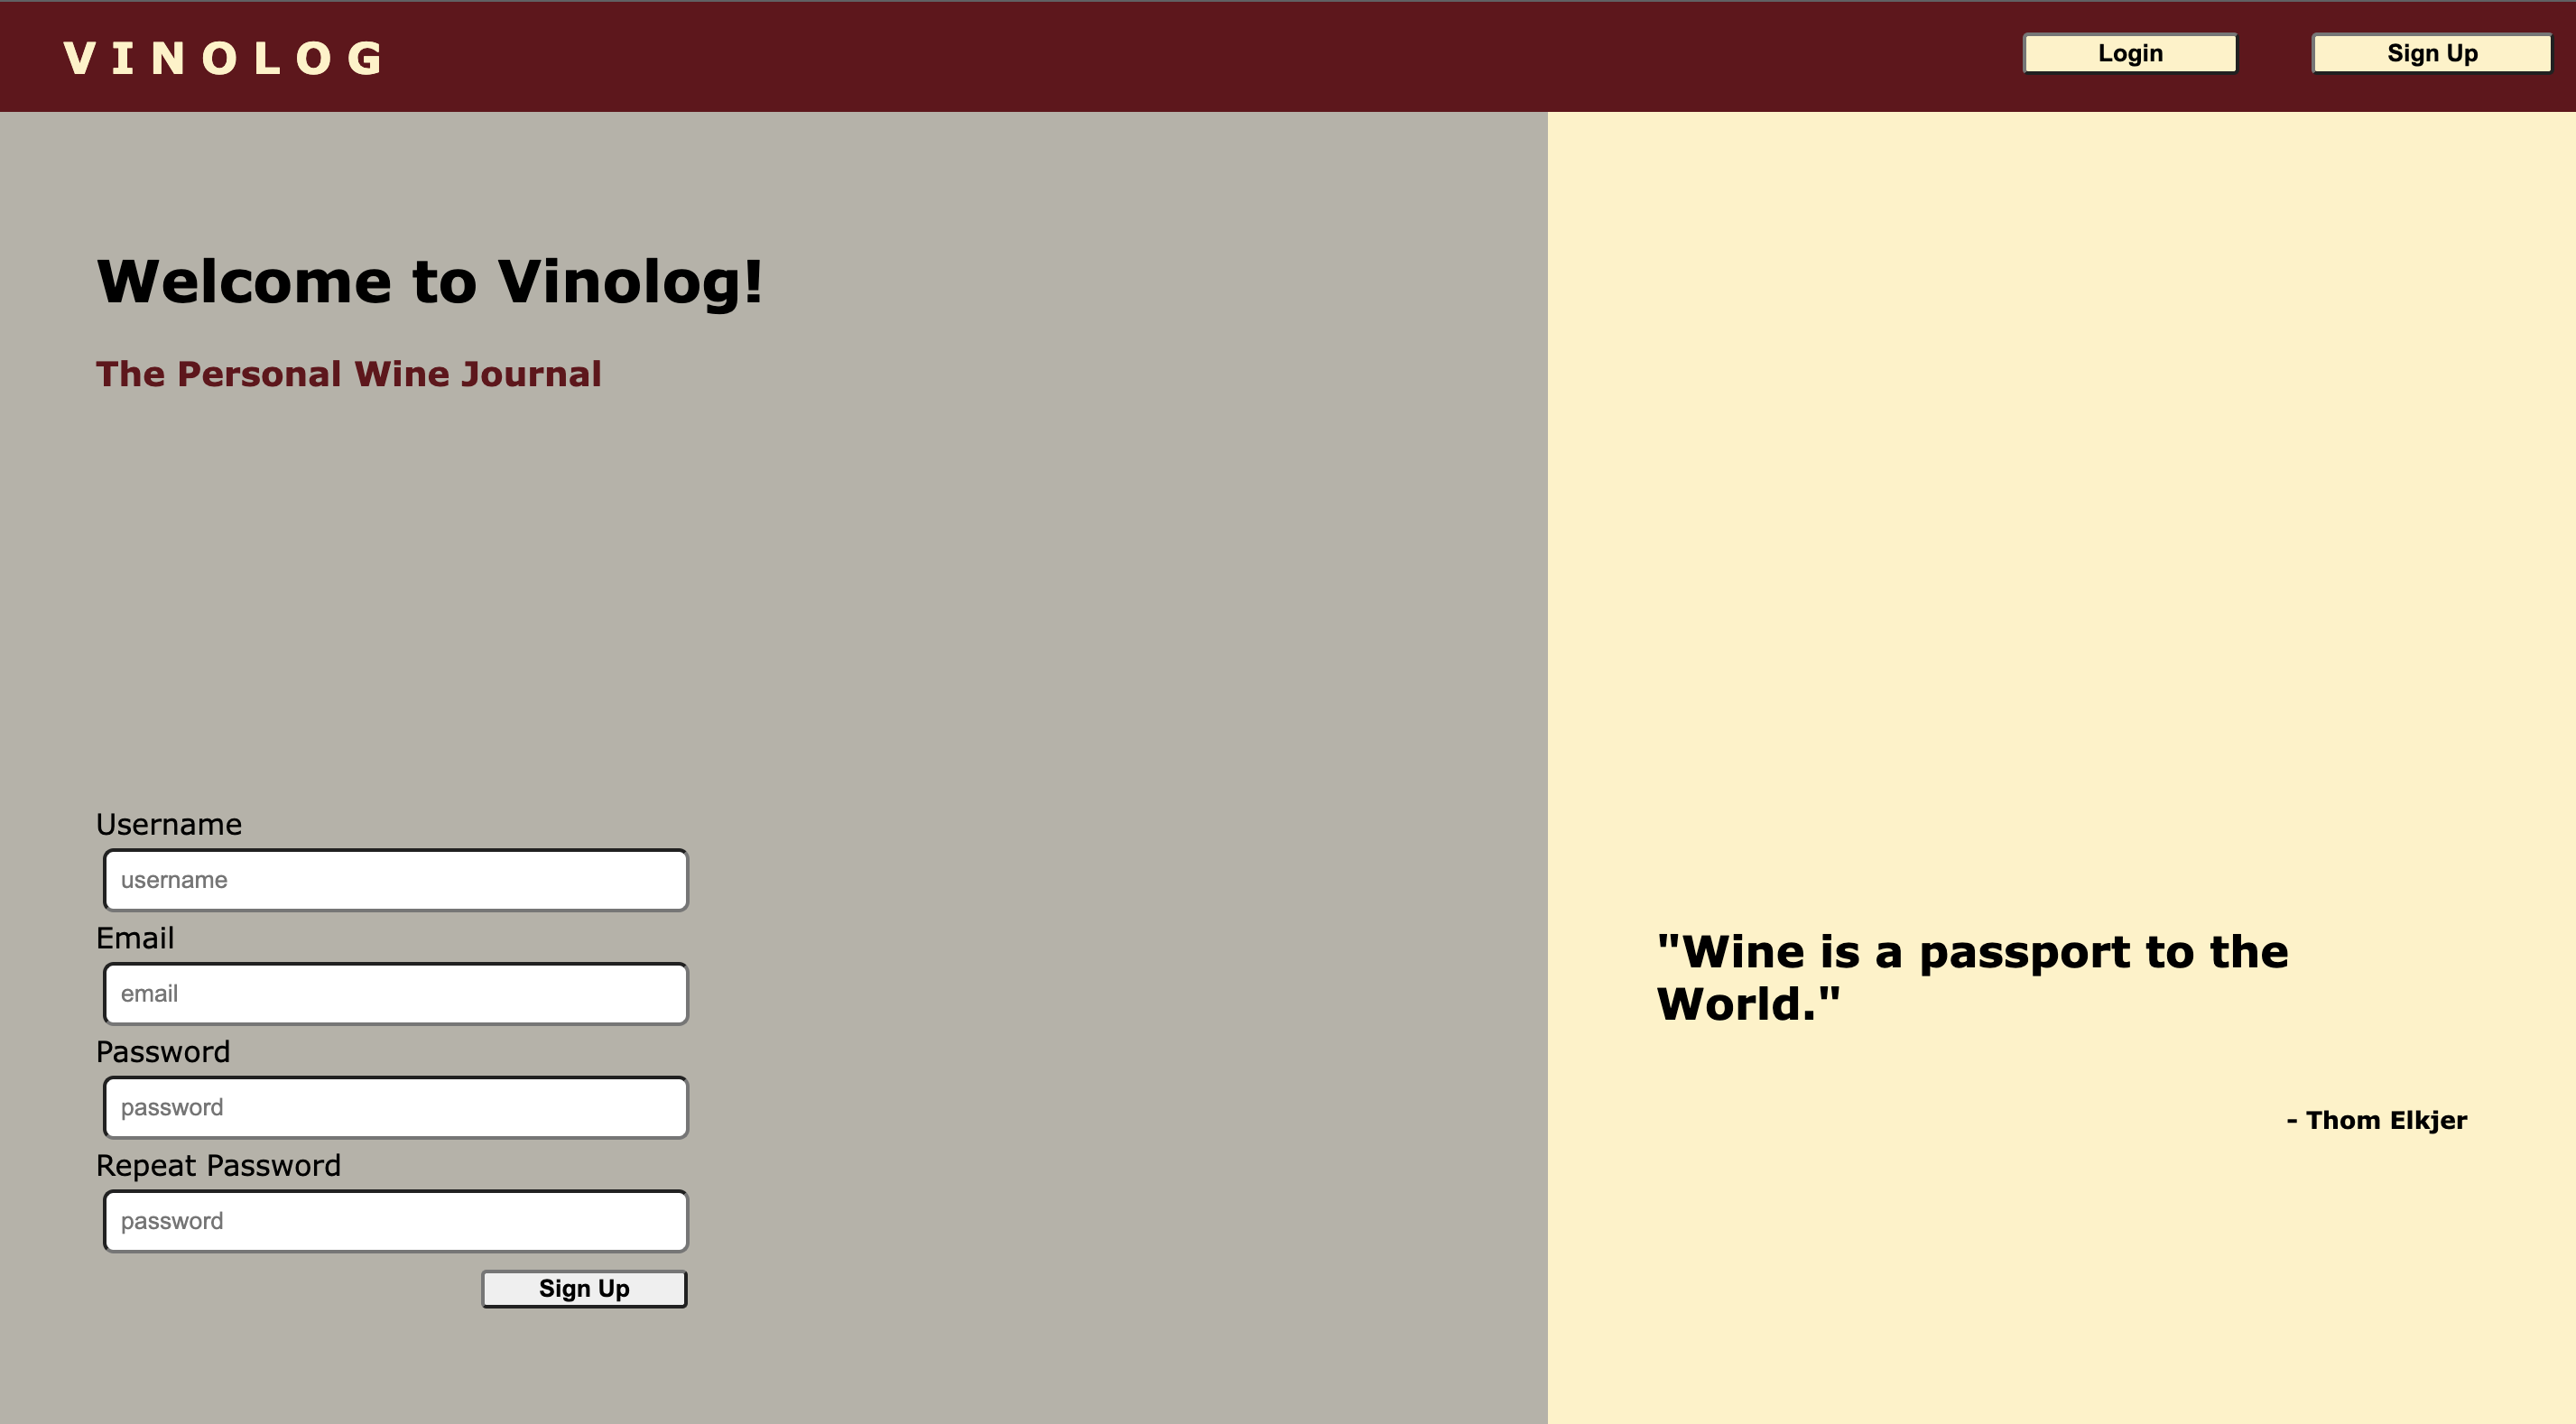 VINOLOG
Login
Sign Up
Welcome to Vinolog!
The Personal Wine Journal
Username
username
Email
email
Password
password
Repeat Password
password
Sign Up
"Wine is a passport to the
World."
- Thom Elkjer